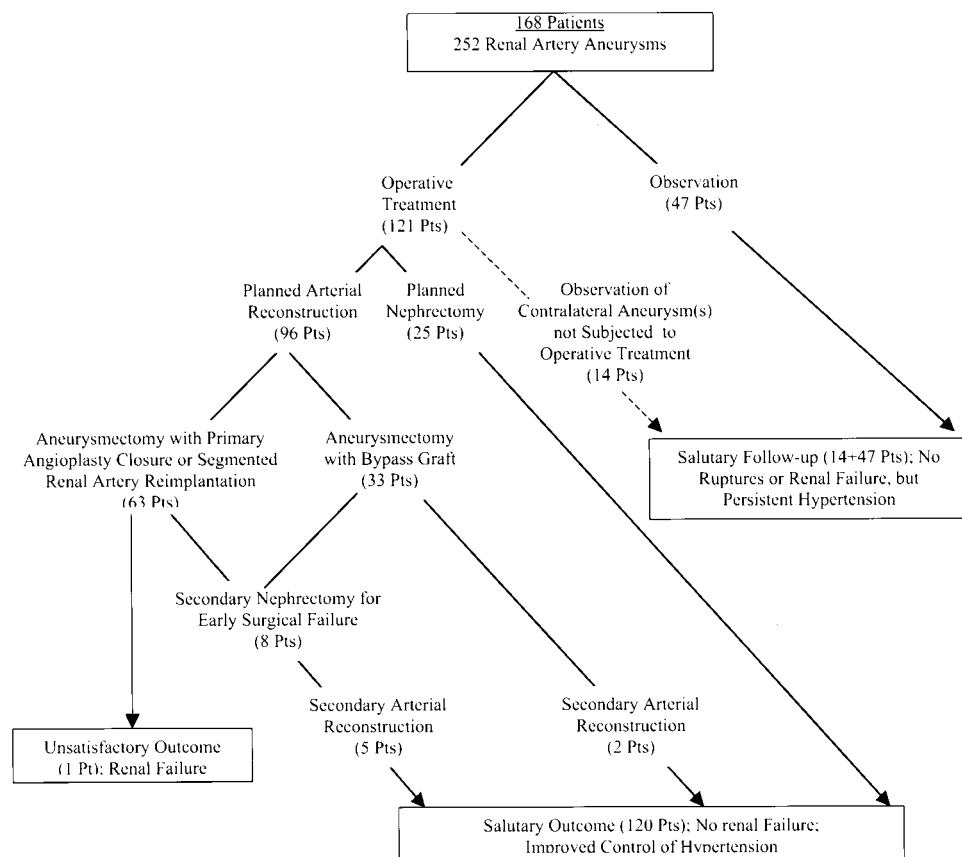 168 Patients
252 Renal Artery Aneurysms
Operative
Treatment
(121 Pts)
Observation
(47 Pts)
Planned Arterial
Reconstruction
(96 Pts)
Planned
Nephrectomy
(25 Pts)
Observation of
Contralateral Aneurysm(s)
not Subjected to
Operative Treatment
(14 Pts)
Aneurysmectomy with Primary
Angioplasty Closure or Segmented
Renal Artery Reimplantation
(63 Pts)
Aneurysmectomy
with Bypass Graft
(33 Pts)
Salutary Follow-up (14+47 Pts); No
Ruptures or Renal Failure, but
Persistent Hypertension
Secondary Nephrectomy for
Early Surgical Failure
(8 Pts)
Secondary Arterial
Reconstruction
(5 Pts)
Secondary Arterial
Reconstruction
(2 Pts)
Unsatisfactory Outcome
(1 Pt); Renal Failure
Salutary Outcome (120 Pts); No renal Failure;
Improved Control of Hypertension